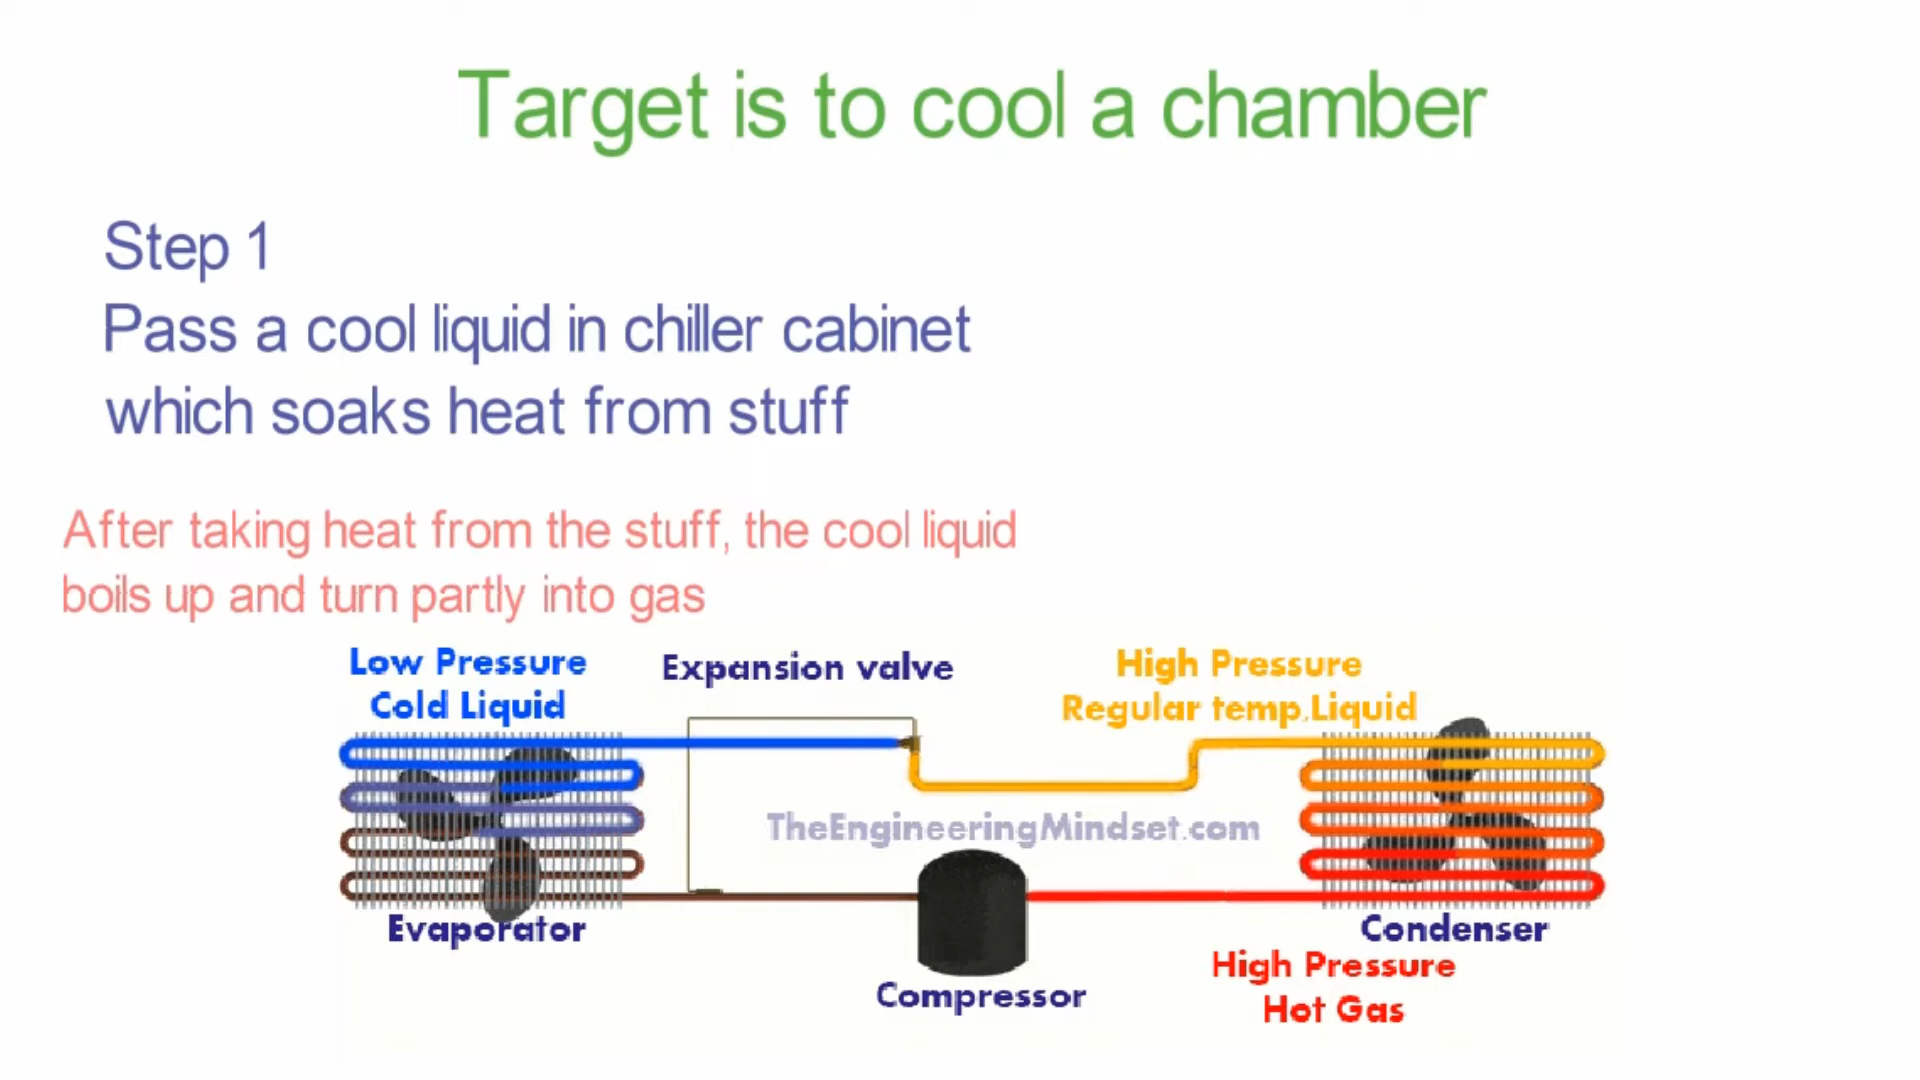 Target is to cool a chamber
Step 1
Pass a cool liquid in chiller cabinet
which soaks heat from stuff
After taking heat from the stuff, the cool liquid
boils up and turn partly into gas
Low Pressure
Cold Liquid
Expansion valve
High Pressure
Regular temp.Liquid
TheEngineeringMindset.com
Evaporator
Compressor
Condenser
High Pressure
Hot Gas